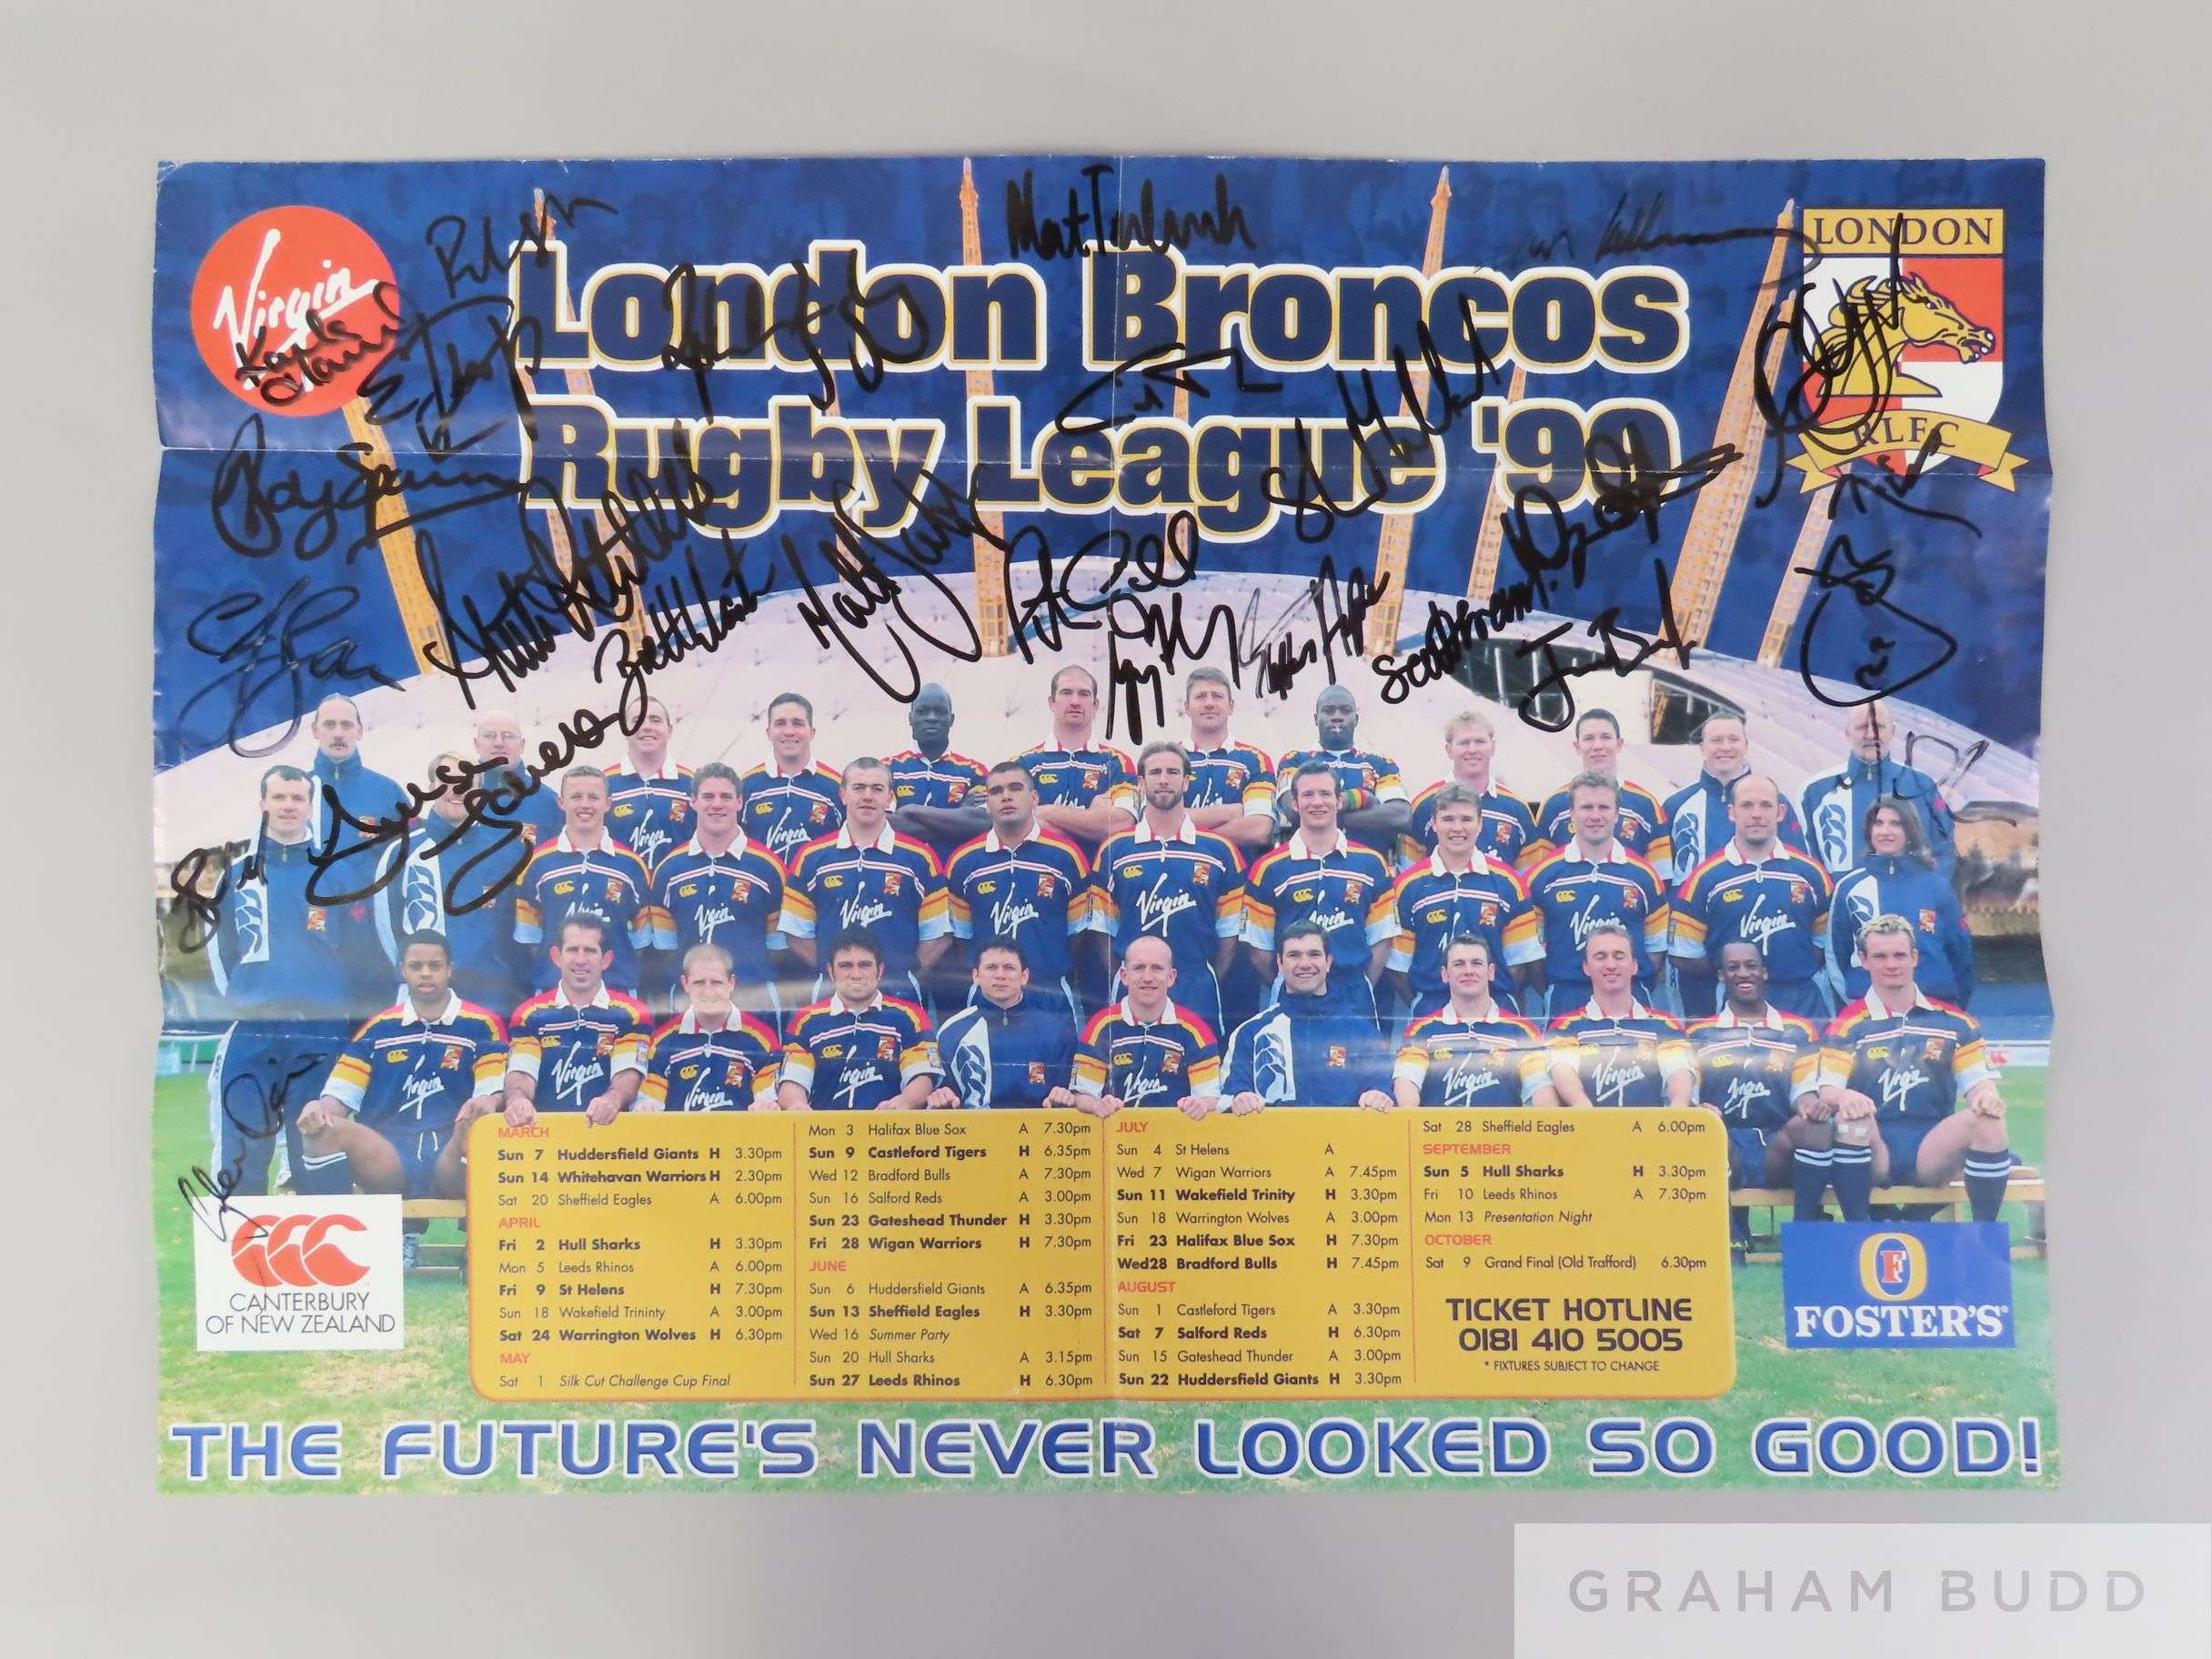 Virgin
London Broncos
Rugby League '99
LONDON
RLFC
Matt
Scott
MARCH
Sun 7 Huddersfield Giants H 3.30pm
Sun 14 Whitehavan Warriors H 2.30pm
Sat 20 Sheffield Eagles A 6.00pm
APRIL
Fri 2 Hull Sharks H 3.30pm
Mon 5 Leeds Rhinos A 6.00pm
Fri 9 St Helens H 7.30pm
Sun 18 Wakefield Trininty A 3.00pm
Sat 24 Warrington Wolves H 6.30pm
MAY
Sat 1 Silk Cut Challenge Cup Final
Mon 3 Halifax Blue Sox A 7.30pm
Sun 9 Castleford Tigers H 6.35pm
Wed 12 Bradford Bulls A 7.30pm
Sun 16 Salford Reds A 3.00pm
Sun 23 Gateshead Thunder H 3.30pm
Fri 28 Wigan Warriors H 7.30pm
JUNE
Sun 6 Huddersfield Giants A 6.35pm
Sun 13 Sheffield Eagles H 3.30pm
Wed 16 Summer Party
Sun 20 Hull Sharks A 3.15pm
Sun 27 Leeds Rhinos H 6.30pm
JULY
Sun 4 St Helens A
Wed 7 Wigan Warriors A 7.45pm
Sun 11 Wakefield Trinity H 3.30pm
Sun 18 Warrington Wolves A 3.00pm
Fri 23 Halifax Blue Sox H 7.30pm
Wed28 Bradford Bulls H 7.45pm
AUGUST
Sun 1 Castleford Tigers A 3.30pm
Sat 7 Salford Reds H 6.30pm
Sun 15 Gateshead Thunder A 3.00pm
Sun 22 Huddersfield Giants H 3.30pm
Sat 28 Sheffield Eagles A 6.00pm
SEPTEMBER
Sun 5 Hull Sharks H 3.30pm
Fri 10 Leeds Rhinos A 7.30pm
Mon 13 Presentation Night
OCTOBER
Sat 9 Grand Final (Old Trafford) 6.30pm
TICKET HOTLINE
0181 410 5005
* FIXTURES SUBJECT TO CHANGE
CANTERBURY
OF NEW ZEALAND
F
FOSTER'S
THE FUTURE'S NEVER LOOKED SO GOOD!
GRAHAM BUDD